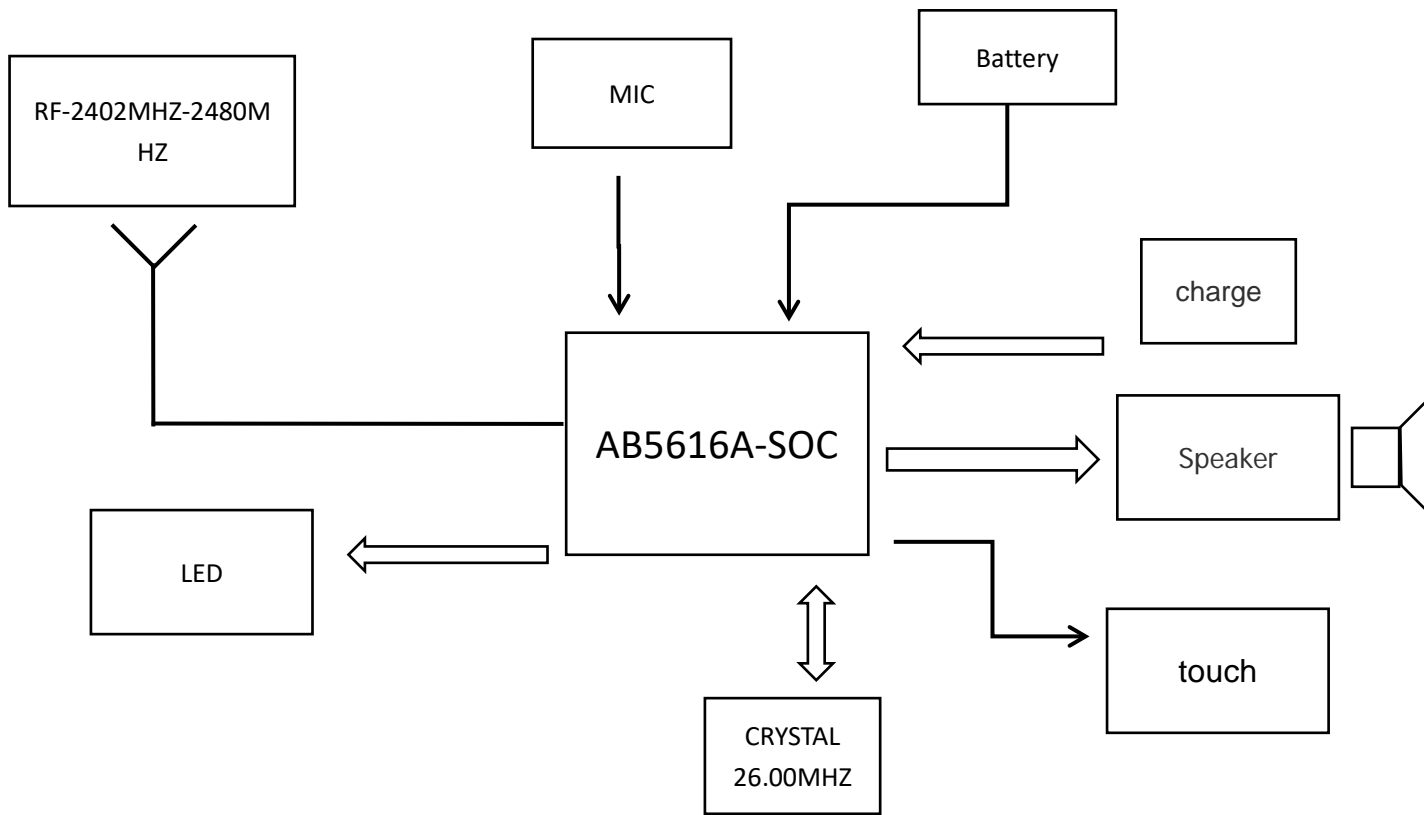 Battery
MIC
RF-2402MHZ-2480M
HZ
charge
AB5616A-SOC
Speaker
LED
touch
CRYSTAL
26.00MHZ